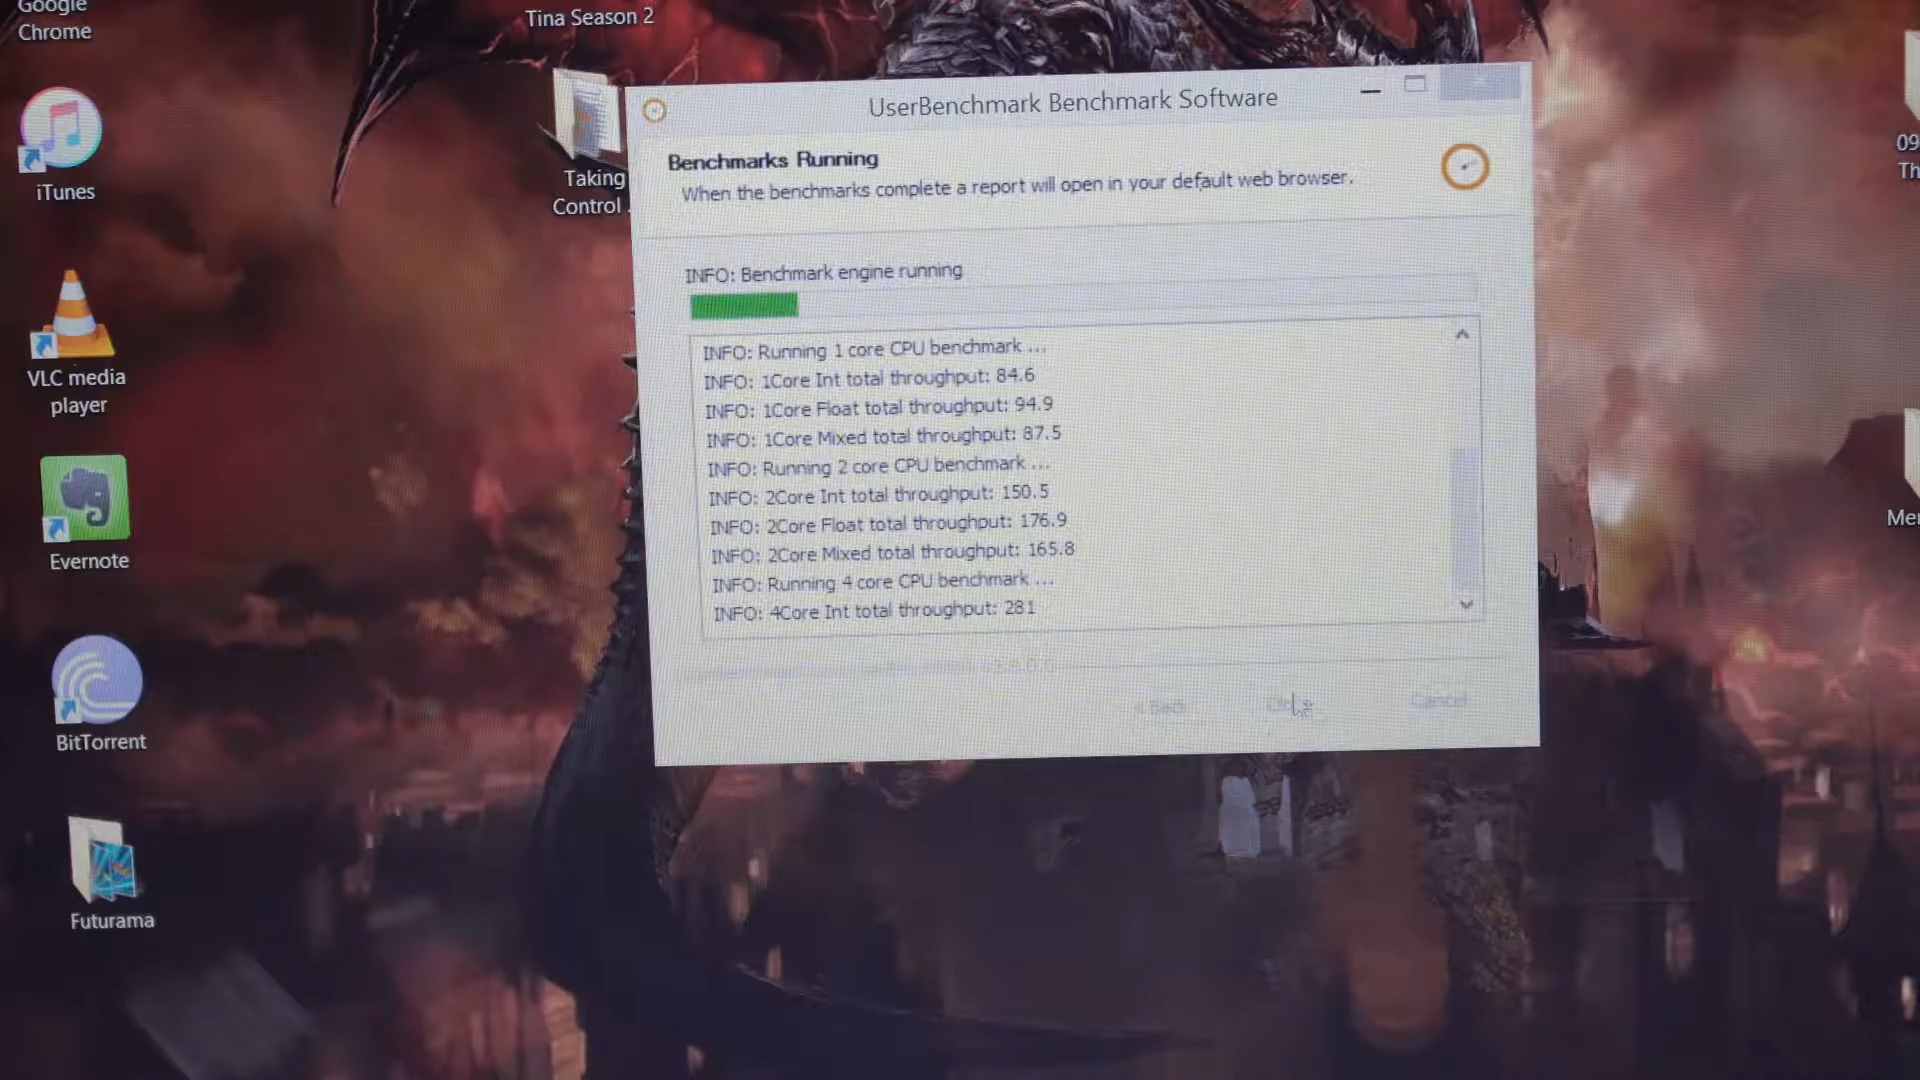 Google
Chrome
iTunes
VLC media
player
Evernote
BitTorrent
Futurama
Tina Season 2
Taking
Control
UserBenchmark Benchmark Software
Benchmarks Running
When the benchmarks complete a report will open in your default web browser.
INFO: Benchmark engine running
INFO: Running 1 core CPU benchmark ...
INFO: 1Core Int total throughput: 84.6
INFO: 1Core Float total throughput: 94.9
INFO: 1Core Mixed total throughput: 87.5
INFO: Running 2 core CPU benchmark ...
INFO: 2Core Int total throughput: 150.5
INFO: 2Core Float total throughput: 176.9
INFO: 2Core Mixed total throughput: 165.8
INFO: Running 4 core CPU benchmark ...
INFO: 4Core Int total throughput: 281
< Back
Cancel
09
Th
Mer